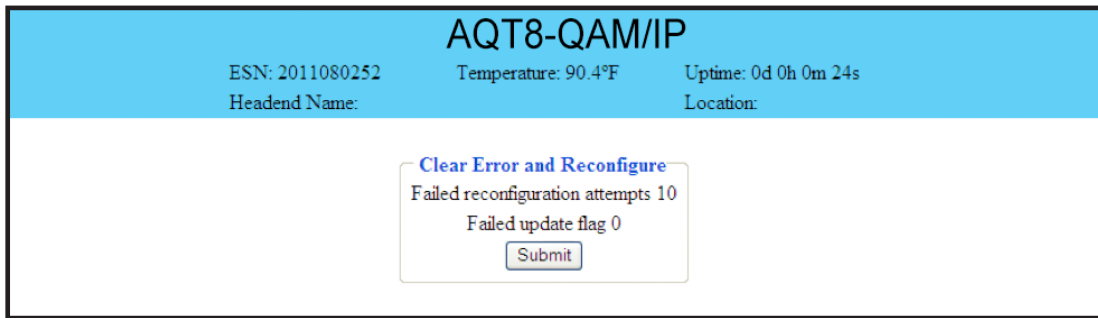 AQT8-QAM/IP
ESN: 2011080252 Temperature: 90.4°F Uptime: 0d 0h 0m 24s
Headend Name: Location:
Clear Error and Reconfigure
Failed reconfiguration attempts 10
Failed update flag 0
Submit